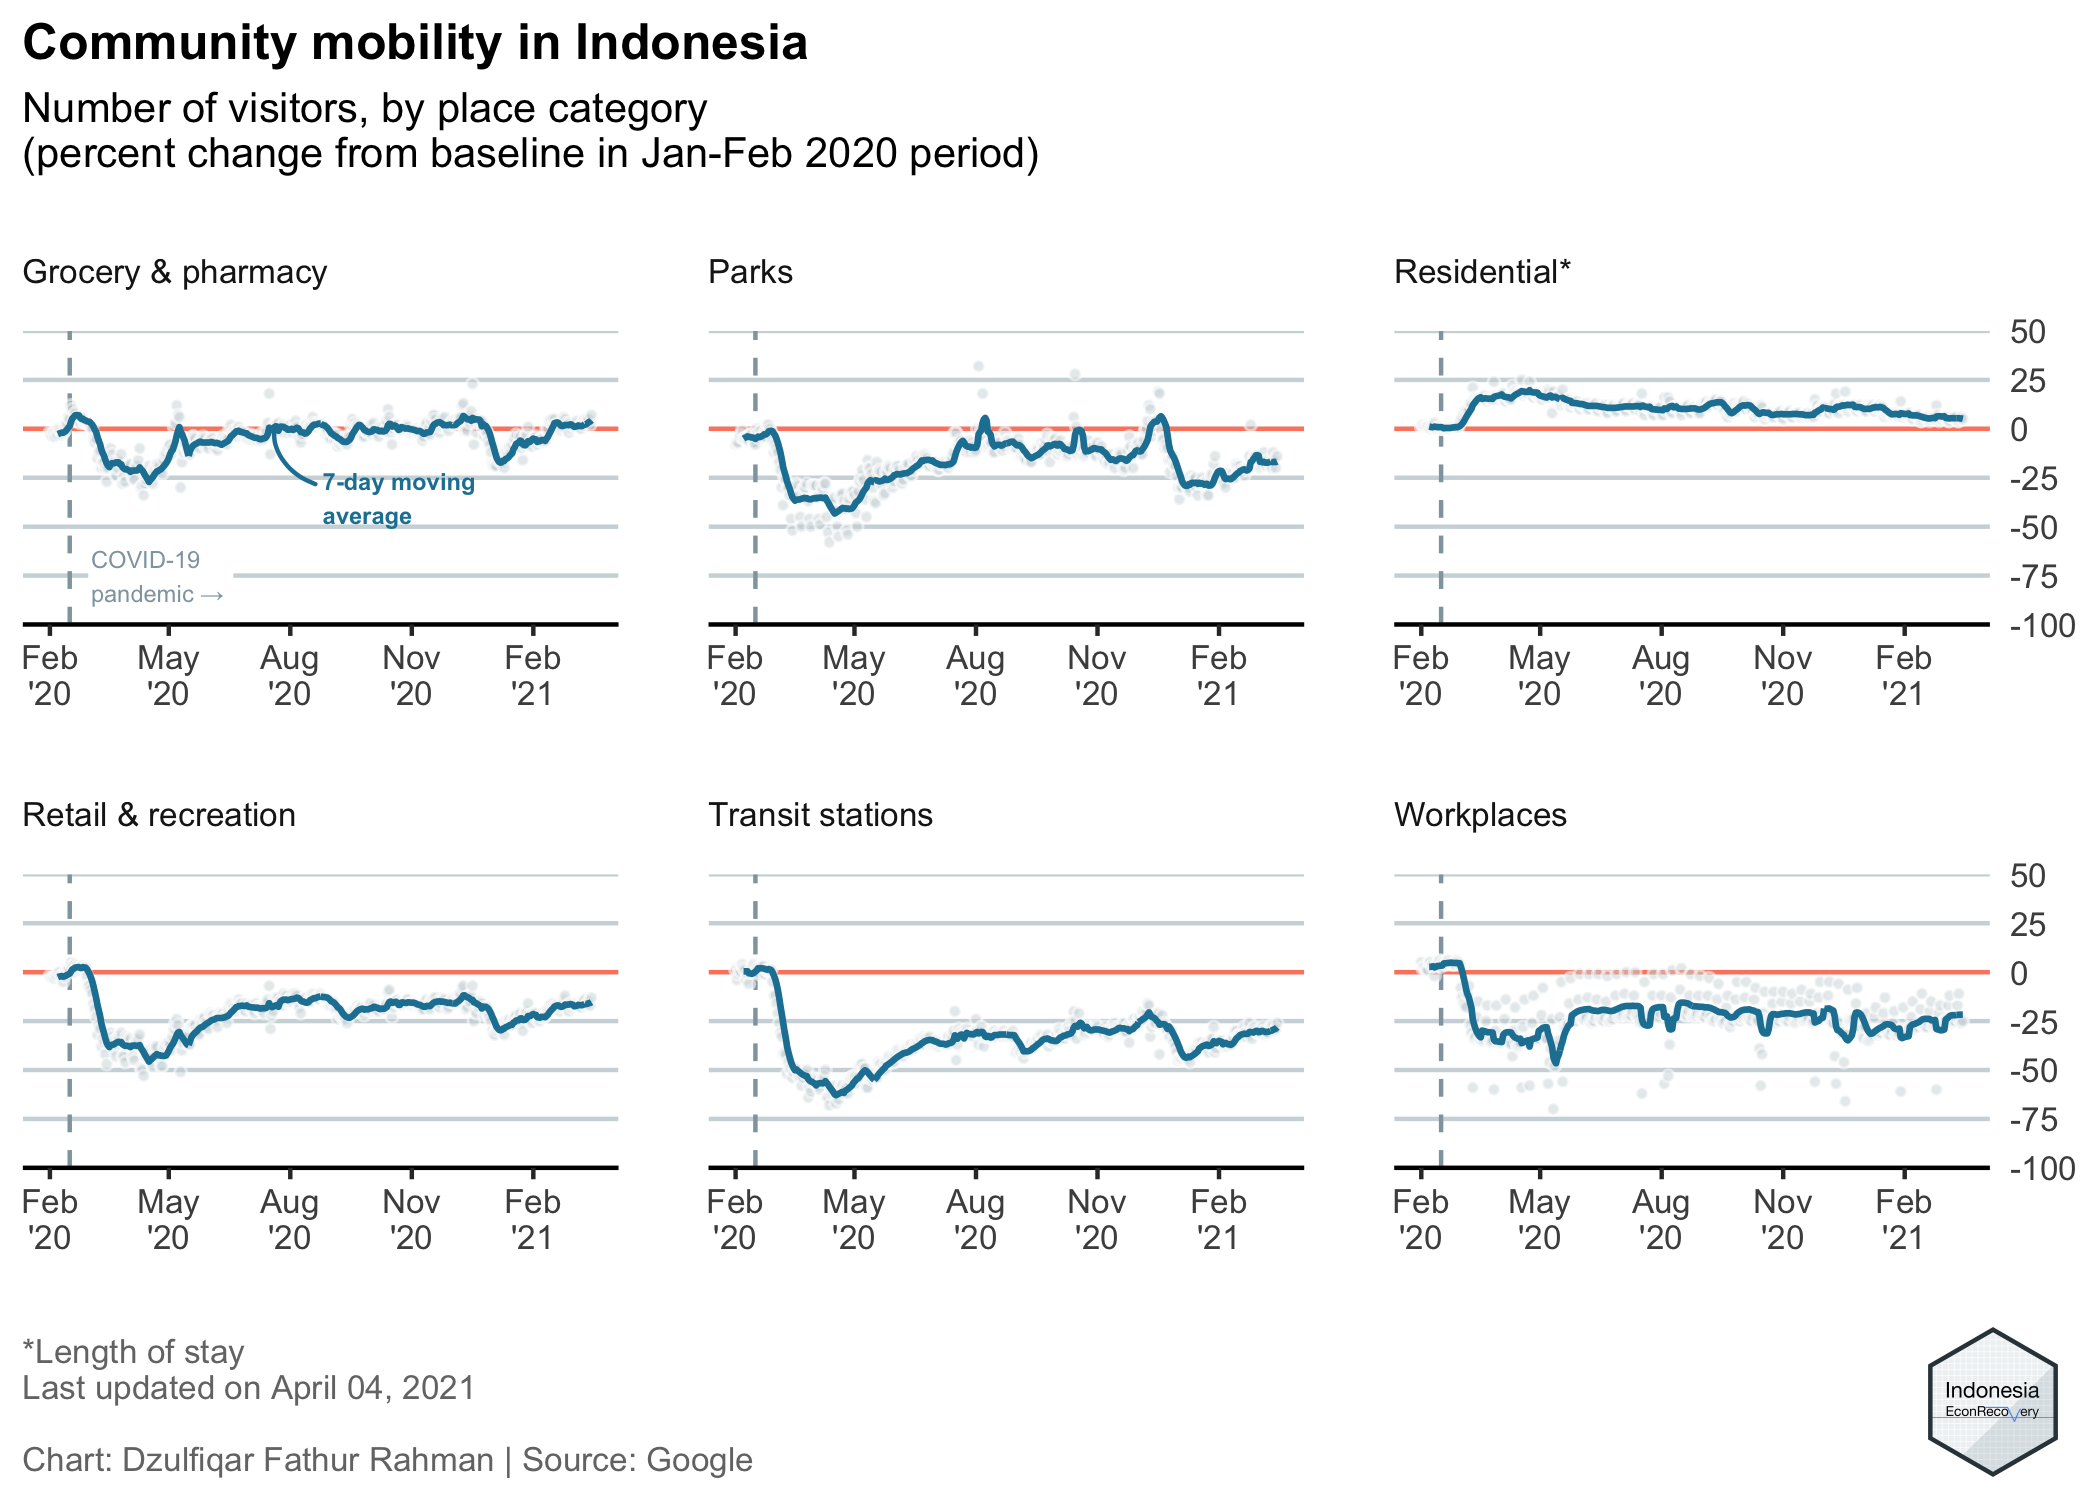 Community mobility in Indonesia
Number of visitors, by place category
(percent change from baseline in Jan-Feb 2020 period)
Grocery & pharmacy
7-day moving
average
COVID-19
pandemic →
Feb May Aug Nov Feb
'20 '20 '20 '20 '21
Parks
Feb May Aug Nov Feb
'20 '20 '20 '20 '21
Residential*
50
25
0
-25
-50
-75
-100
Feb May Aug Nov Feb
'20 '20 '20 '20 '21
Retail & recreation
Feb May Aug Nov Feb
'20 '20 '20 '20 '21
Transit stations
Feb May Aug Nov Feb
'20 '20 '20 '20 '21
Workplaces
50
25
0
-25
-50
-75
-100
Feb May Aug Nov Feb
'20 '20 '20 '20 '21
*Length of stay
Last updated on April 04, 2021
Chart: Dzulfiqar Fathur Rahman | Source: Google
Indonesia
EconRecovery